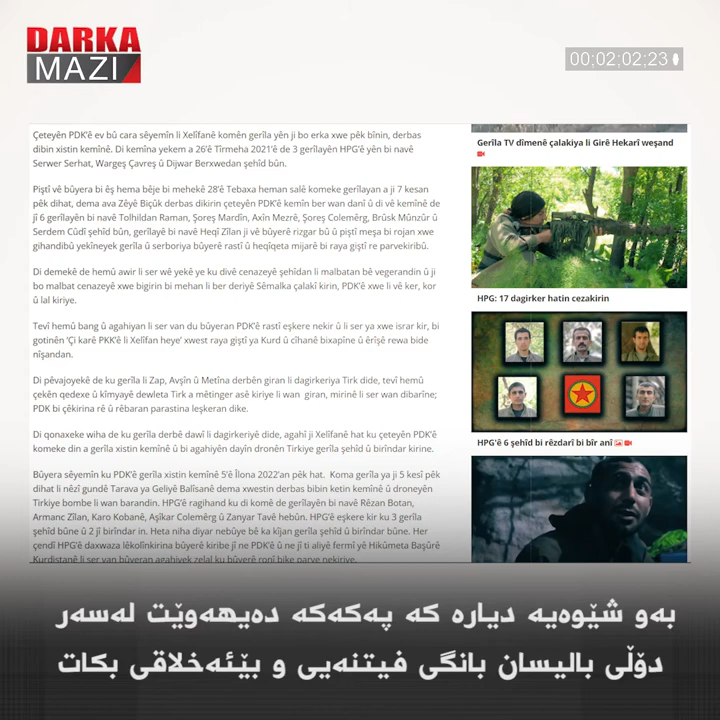 DARKA
MAZI
00;02;02;23
Çeteyên PDK'ê ev bû cara sêyemîn li Xelîfanê komên gerîla yên ji bo erka xwe pêk bînin, derbas
dibin xistin kemînê. Di kemîna yekem a 26'ê Tîrmeha 2021'ê de 3 gerîlayên HPG'ê yên bi navê
Serwer Serhat, Wargeş Çavreş û Dijwar Berxwedan şehîd bûn.
Piştî vê bûyera bi êş hema bêje bi mehekê 28'ê Tebaxa heman salê komeke gerîlayan a ji 7 kesan
pêk dihat, dema ava Zêyê Biçûk derbas dikirin çeteyên PDK'ê kemîn ber wan danî û di vê kemînê de
jî 6 gerîlayên bi navê Tolhildan Raman, Şoreş Mardîn, Axîn Mezrê, Şoreş Colemêrg, Brûsk Mûnzûr û
Serdem Cûdî şehîd bûn, gerîlayê bi navê Heqî Zîlan ji vê bûyerê rizgar bû û piştî meşa bi rojan xwe
gihandibû yekîneyek gerîla û serboriya bûyerê rastî û heqîqeta mijarê bi raya giştî re parvekiribû.
Di demekê de hemû awir li ser wê yekê ye ku divê cenazeyê şehîdan li malbatan bê vegerandin û ji
bo malbat cenazeyê xwe bigirin bi mehan li ber deriyê Sêmalka çalakî kirin, PDK'ê xwe li vê ker, kor
û lal kiriye.
Tevî hemû bang û agahiyan li ser van du bûyeran PDK'ê rastî eşkere nekir û li ser ya xwe israr kir, bi
gotinên 'Çi karê PKK'ê li Xelîfan heye' xwest raya giştî ya Kurd û cîhanê bixapîne û êrîşê rewa bide
nîşandan.
Di pêvajoyekê de ku gerîla li Zap, Avşîn û Metîna derbên giran li dagirkeriya Tirk dide, tevî hemû
çekên qedexe û kîmyayê dewleta Tirk a mêtinger asê kiriye li wan giran, mirinê li ser wan dibarîne;
PDK bi çêkirina rê û rêbaran parastina leşkeran dike.
Di qonaxeke wiha de ku gerîla derbê dawî li dagirkeriyê dide, agahî ji Xelîfanê hat ku çeteyên PDK'ê
komeke din a gerîla xistin kemînê û bi agahiyên dayîn dronên Tirkiye gerîla şehîd û birîndar kirine.
Bûyera sêyemîn ku PDK'ê gerîla xistin kemînê 5'ê Îlona 2022'an pêk hat. Koma gerîla ya ji 5 kesî pêk
dihat li nêzî gundê Tarava ya Geliyê Balîsanê dema xwestin derbas bibin ketin kemînê û droneyên
Tirkiye bombe li wan barandin. HPG'ê ragihand ku di komê de gerîlayên bi navê Rêzan Botan,
Armanc Zîlan, Karo Kobanê, Aşîkar Colemêrg û Zanyar Tavê hebûn. HPG'ê eşkere kir ku 3 gerîla
şehîd bûne û 2 jî birîndar in. Heta niha diyar nebûye bê ka kîjan gerîla şehîd û birîndar bûne. Her
çendî HPG'ê daxwaza lêkolînkirina bûyerê kiribe jî ne PDK'ê û ne jî ti aliyê fermî yê Hikûmeta Başûrê
Kurdistanê li ser van bûyeran agahiyek zelal ku bûyerê ronî bike parve nekiriye.
Gerîla TV dîmenê çalakiya li Girê Hekarî weşand
HPG: 17 dagirker hatin cezakirin
HPG'ê 6 şehîd bi rêzdarî bi bîr anî
بەو شێوەیە دیارە کە پەکەکە دەیهەوێت لەسەر
دۆڵی بالیسان بانگی فیتنەیی و بێئەخلاقی بکات